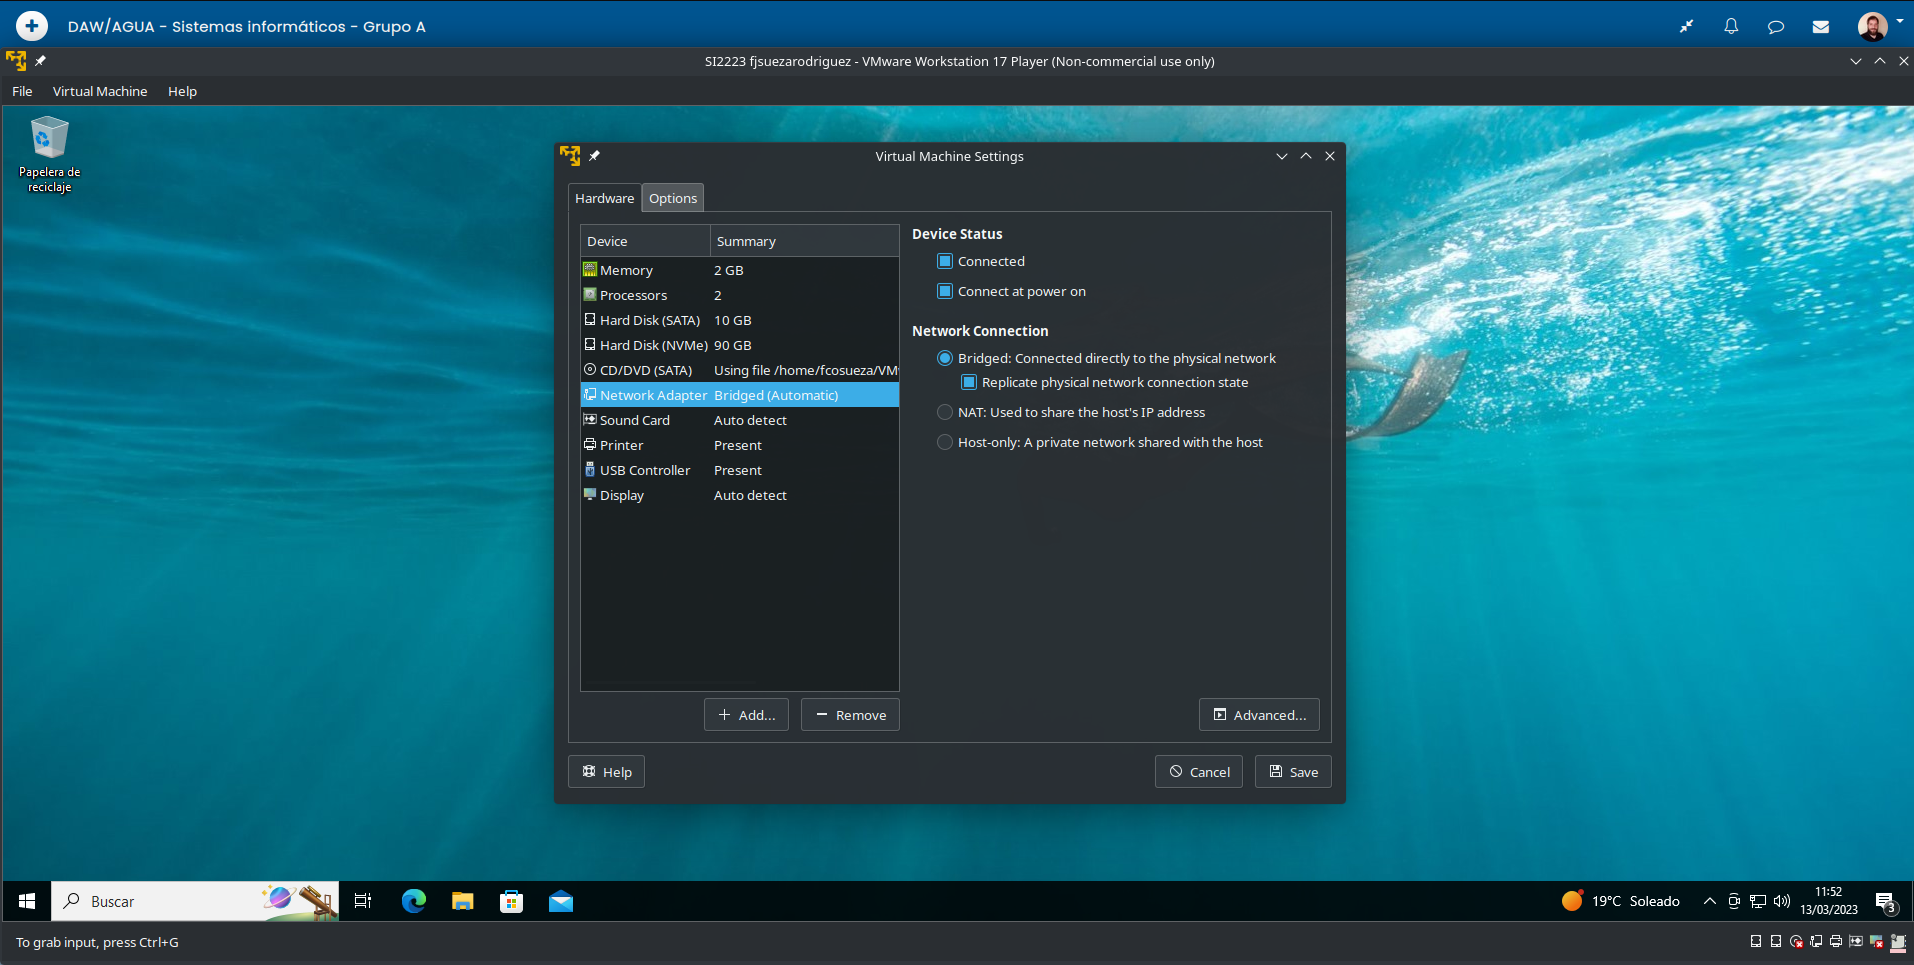 DAW/AGUA - Sistemas informáticos - Grupo A
SI2223 fjsuezarodriguez - VMware Workstation 17 Player (Non-commercial use only)
File Virtual Machine Help
Papelera de
reciclaje
Virtual Machine Settings
Hardware Options
Device Summary
Memory 2 GB
Processors 2
Hard Disk (SATA) 10 GB
Hard Disk (NVMe) 90 GB
CD/DVD (SATA) Using file /home/fcosueza/VM
Network Adapter Bridged (Automatic)
Sound Card Auto detect
Printer Present
USB Controller Present
Display Auto detect
Add... Remove
Device Status
Connected
Connect at power on
Network Connection
Bridged: Connected directly to the physical network
Replicate physical network connection state
NAT: Used to share the host's IP address
Host-only: A private network shared with the host
Advanced...
Help Cancel Save
Buscar
19°C Soleado
11:52
13/03/2023
3
To grab input, press Ctrl+G